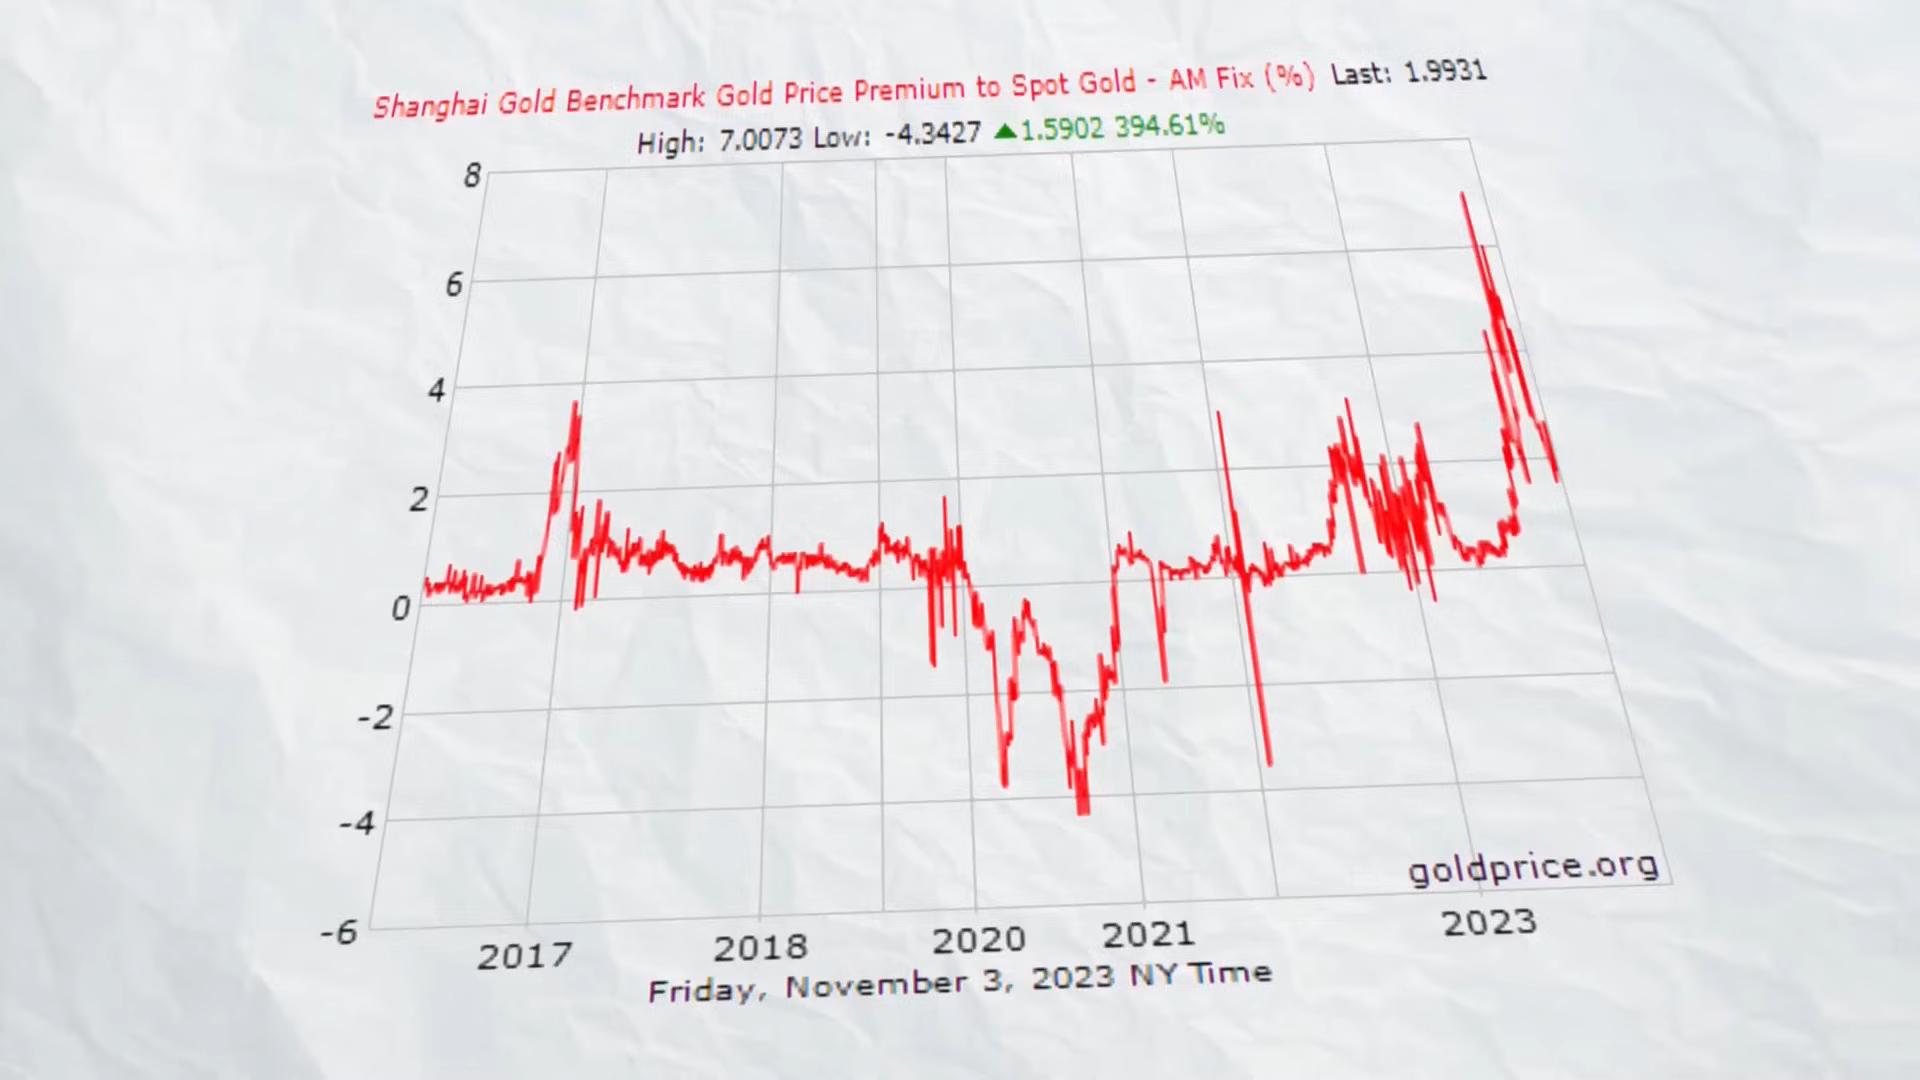 Shanghai Gold Benchmark Gold Price Premium to Spot Gold - AM Fix (%) Last: 1.9931
High: 7.0073 Low: -4.3427 ▲1.5902 394.61%
8
6
4
2
0
-2
-4
-6
goldprice.org
2017 2018 2020 2021 2023
Friday, November 3, 2023 NY Time